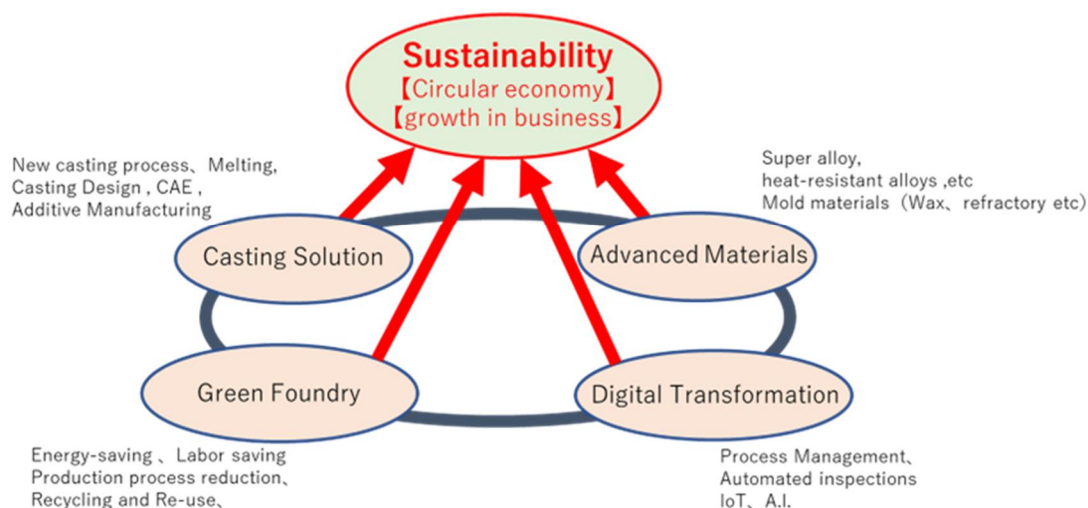 Sustainability
【Circular economy】
【growth in business】
New casting process、Melting,
Casting Design , CAE ,
Additive Manufacturing
Super alloy,
heat-resistant alloys ,etc
Mold materials（Wax、refractory etc）
Casting Solution
Advanced Materials
Green Foundry
Digital Transformation
Energy-saving 、Labor saving
Production process reduction、
Recycling and Re-use、
Process Management、
Automated inspections
IoT、A.I.